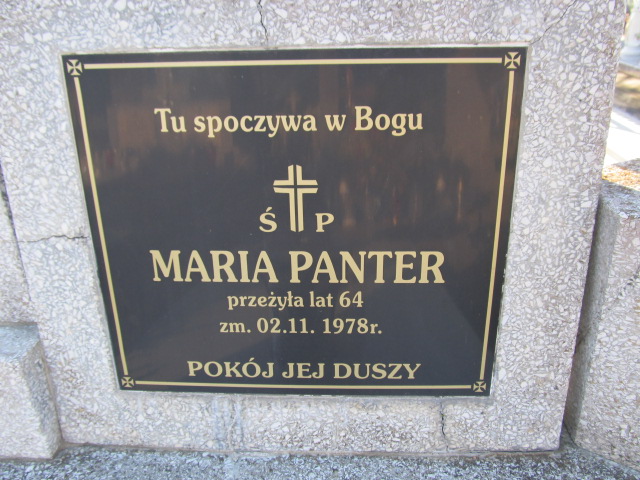 Tu spoczywa w Bogu
Ś P
MARIA PANTER
przeżyła lat 64
zm. 02.11. 1978r.
POKÓJ JEJ DUSZY